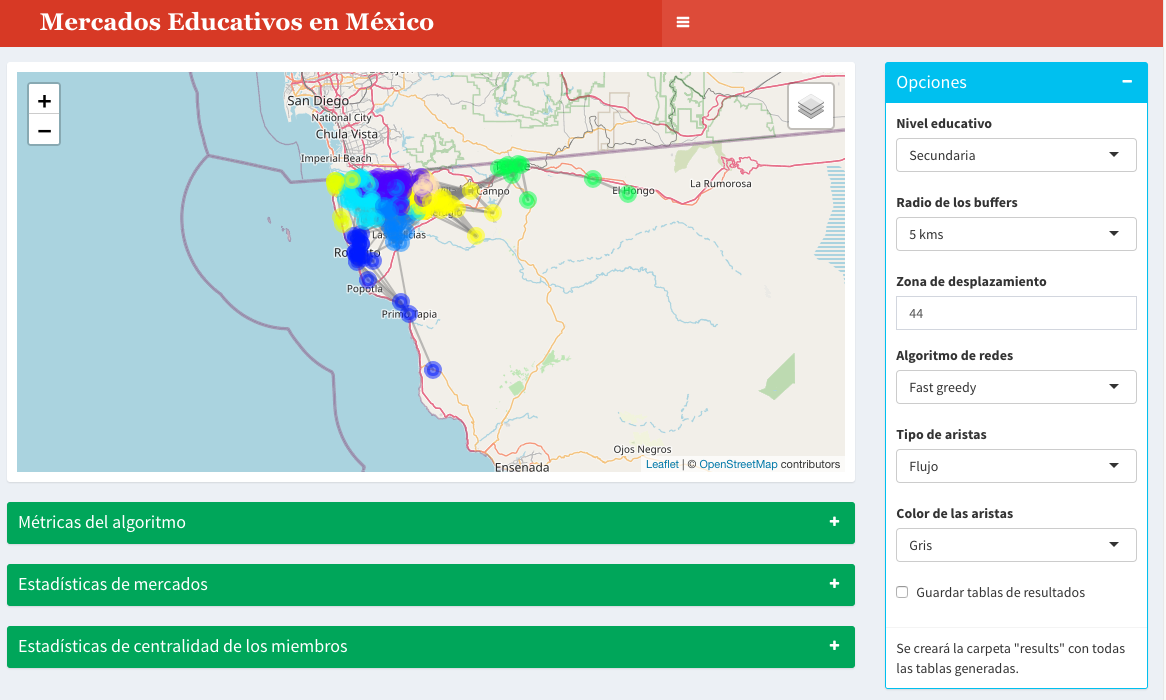 Mercados Educativos en México
+
−
San Diego
National City
Chula Vista
Imperial Beach
Campo
El Hongo
La Rumorosa
Popotla
Primo Tapia
Ojos Negros
Ensenada
Leaflet | © OpenStreetMap contributors
Métricas del algoritmo +
Estadísticas de mercados +
Estadísticas de centralidad de los miembros +
Opciones −
Nivel educativo
Secundaria
Radio de los buffers
5 kms
Zona de desplazamiento
44
Algoritmo de redes
Fast greedy
Tipo de aristas
Flujo
Color de las aristas
Gris
Guardar tablas de resultados
Se creará la carpeta "results" con todas
las tablas generadas.